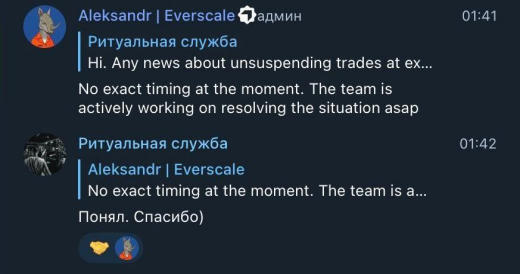 Aleksandr | Everscale админ 01:41
Ритуальная служба
Hi. Any news about unsuspending trades at ex...
No exact timing at the moment. The team is
actively working on resolving the situation asap
Ритуальная служба 01:42
Aleksandr | Everscale
No exact timing at the moment. The team is a...
Понял. Спасибо)